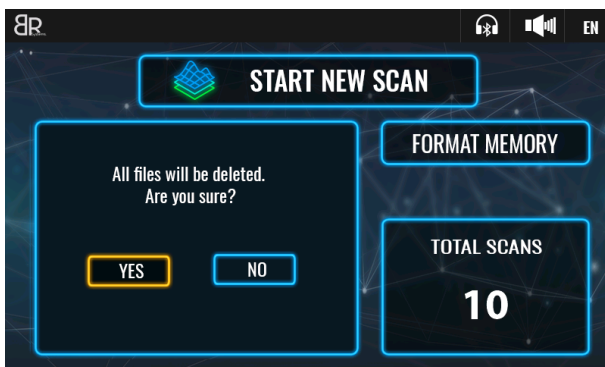 BR
EN
START NEW SCAN
All files will be deleted.
Are you sure?
YES
NO
FORMAT MEMORY
TOTAL SCANS
10